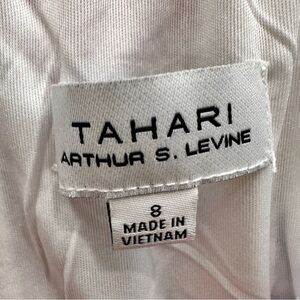 TAHARI
ARTHUR S. LEVINE
8
MADE IN
VIETNAM